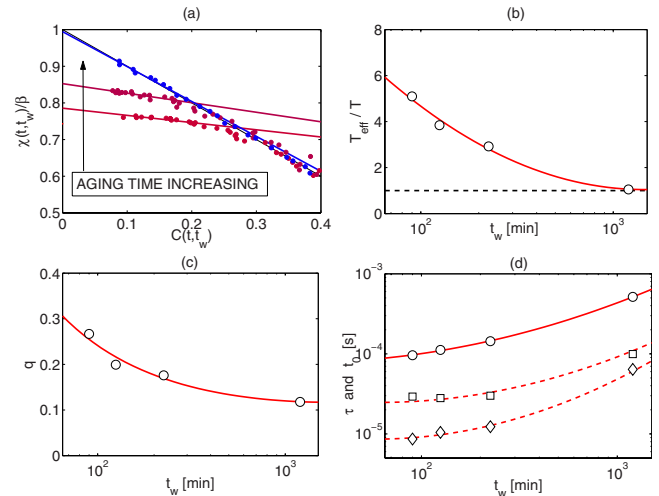 (a)
1
0.9
0.8
0.7
0.6
0.5
χ(t,t_w)/β
AGING TIME INCREASING
0
0.1
0.2
0.3
0.4
C(t,t_w)
(b)
8
6
4
2
0
T_eff / T
10^2
10^3
t_w [min]
(c)
0.4
0.3
0.2
0.1
0
q
10^2
10^3
t_w [min]
(d)
10^-3
10^-4
10^-5
τ and t_0 [s]
10^2
10^3
t_w [min]